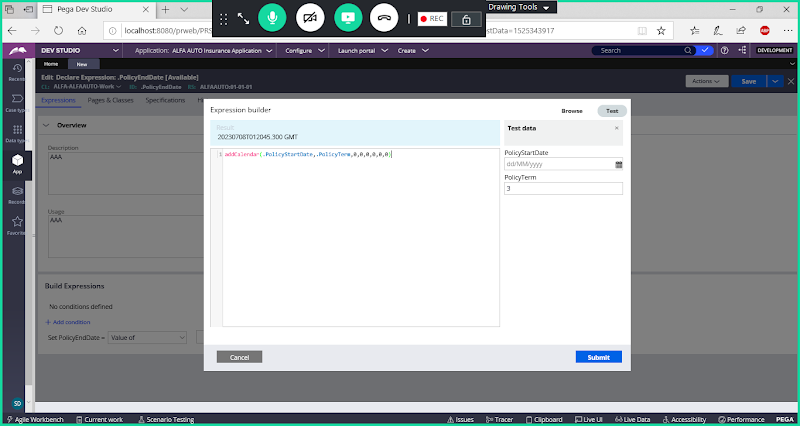 Pega Dev Studio
Drawing Tools
REC
localhost:8080/prweb/PRS
stData=1525343917
ABP
DEV STUDIO
Application: ALFA AUTO Insurance Application
Configure
Launch portal
Create
Search
DEVELOPMENT
Home
New
Edit Declare Expression: .PolicyEndDate [Available]
CL: ALFA-ALFAAUTO-Work
ID: .PolicyEndDate
RS: ALFAAUTO:01-01-01
Actions
Save
Expressions
Pages & Classes
Specifications
Recents
Case types
Data types
App
Records
Favorites
Overview
Description
AAA
Usage
AAA
Build Expressions
No conditions defined
+ Add condition
Set PolicyEndDate = Value of
Expression builder
Browse
Test
Result
20230708T012045.300 GMT
1 addCalendar(.PolicyStartDate,.PolicyTerm,0,0,0,0,0,0)
Test data
PolicyStartDate
dd/MM/yyyy
PolicyTerm
3
Cancel
Submit
SD
Agile Workbench
Current work
Scenario Testing
Issues
Tracer
Clipboard
Live UI
Live Data
Accessibility
Performance
PEGA